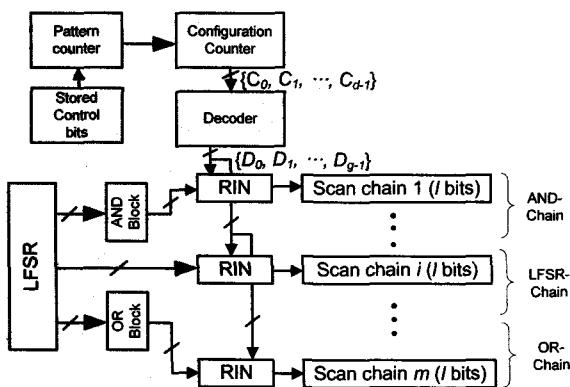 Pattern
counter
Configuration
Counter
{C0, C1, ⋯, Cd-1}
Stored
Control
bits
Decoder
{D0, D1, ⋯, Dg-1}
LFSR
AND
Block
RIN
Scan chain 1 (l bits)
AND-
Chain
RIN
Scan chain i (l bits)
LFSR-
Chain
OR
Block
RIN
Scan chain m (l bits)
OR-
Chain